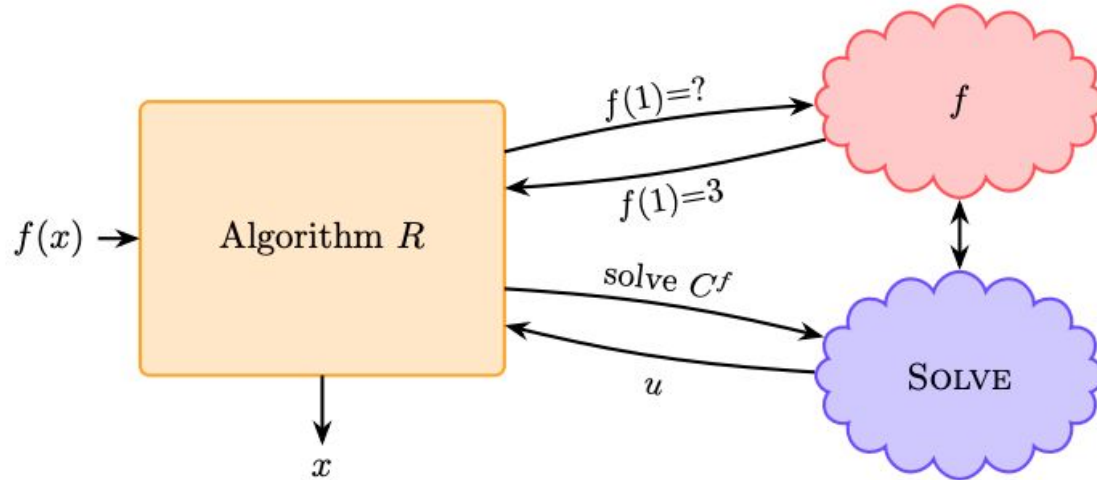 f(1)=?
f
f(1)=3
f(x)
Algorithm R
solve C^f
SOLVE
u
x